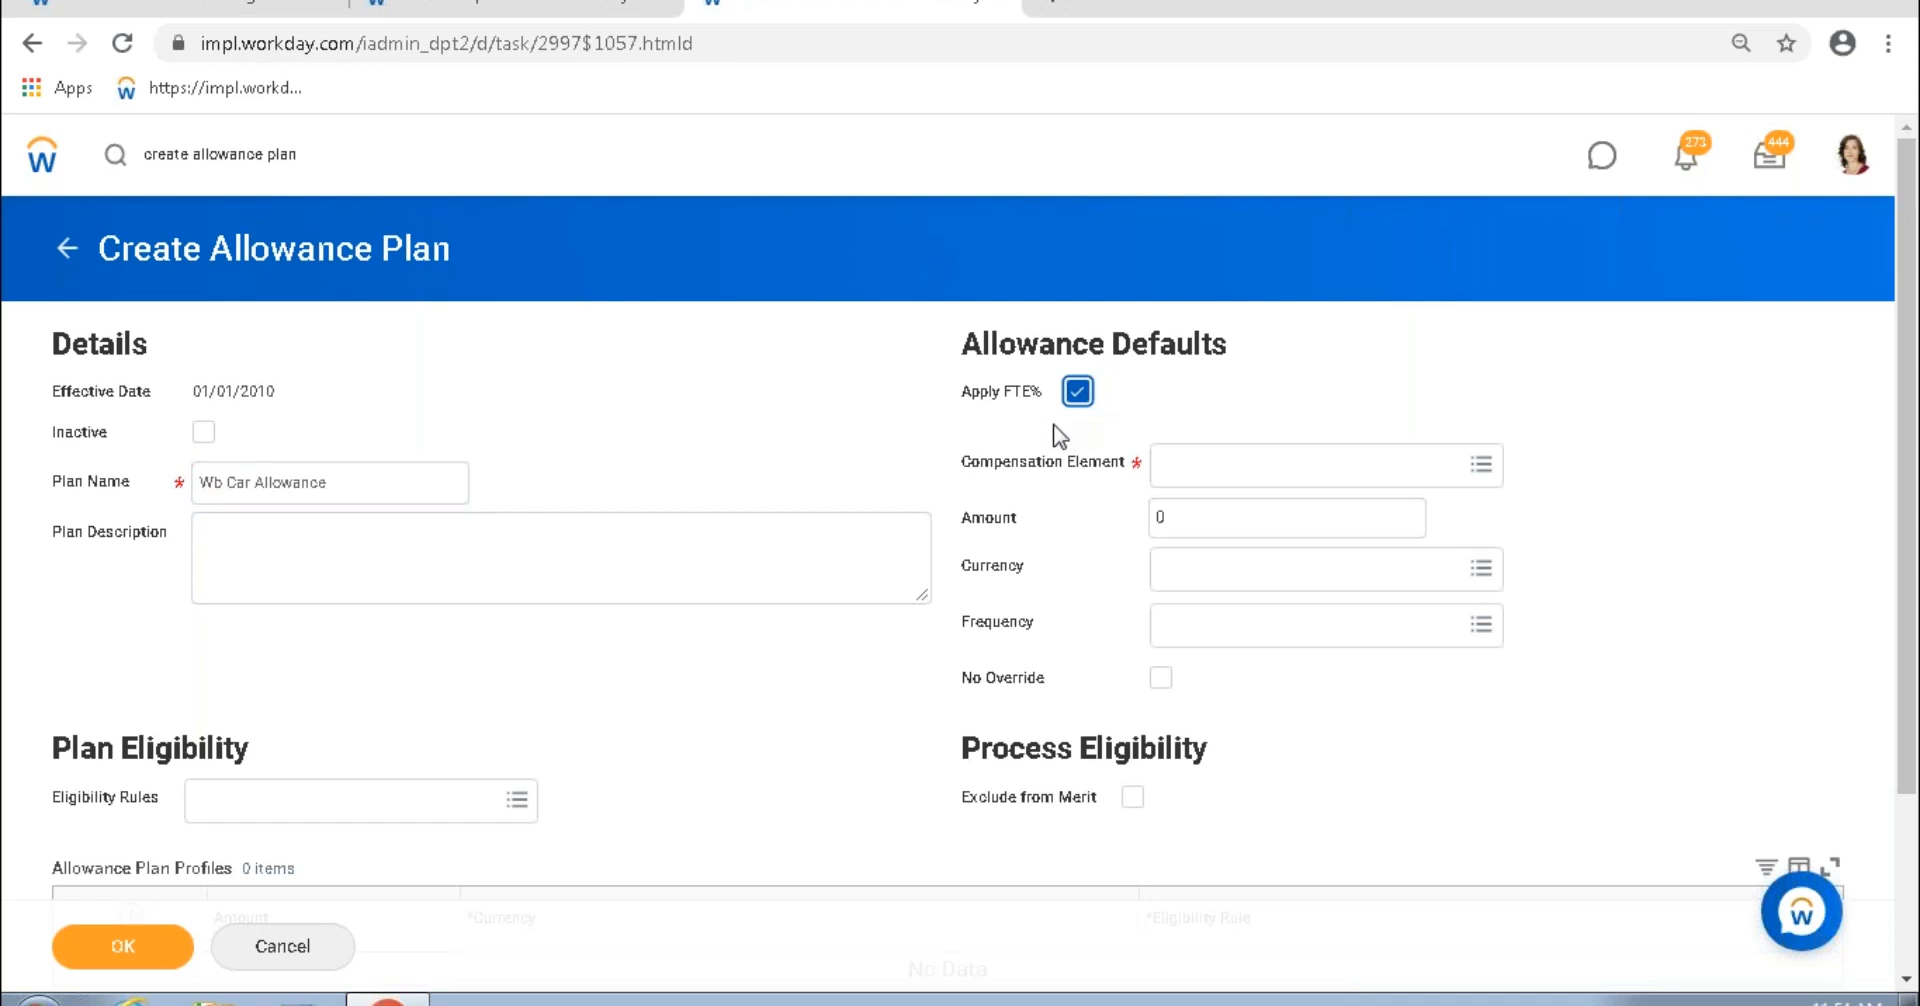 impl.workday.com/iadmin_dpt2/d/task/2997$1057.htmld
Apps
https://impl.workd...
create allowance plan
273
444
Create Allowance Plan
Details
Effective Date 01/01/2010
Inactive
Plan Name * Wb Car Allowance
Plan Description
Allowance Defaults
Apply FTE%
Compensation Element *
Amount 0
Currency
Frequency
No Override
Plan Eligibility
Eligibility Rules
Process Eligibility
Exclude from Merit
Allowance Plan Profiles 0 items
Amount *Currency *Eligibility Rule
OK Cancel
No Data